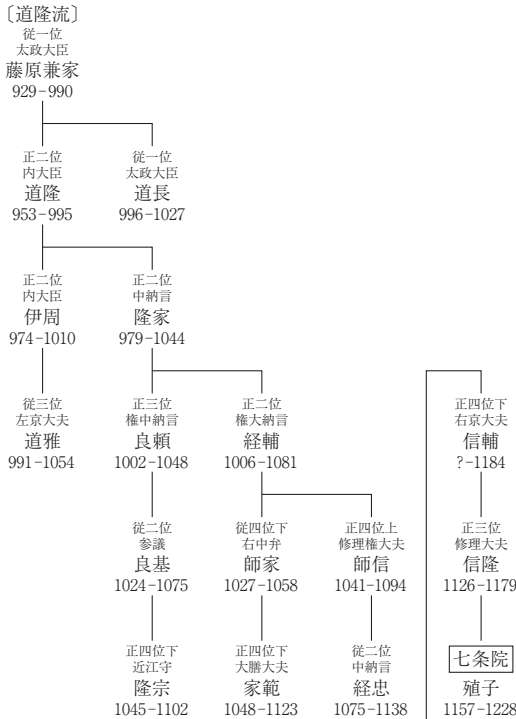 〔道隆流〕
従一位
太政大臣
藤原兼家
929-990
正二位
内大臣
道隆
953-995
従一位
太政大臣
道長
996-1027
正二位
内大臣
伊周
974-1010
正二位
中納言
隆家
979-1044
従三位
左京大夫
道雅
991-1054
正三位
権中納言
良頼
1002-1048
正二位
権大納言
経輔
1006-1081
正四位下
右京大夫
信輔
?-1184
従二位
参議
良基
1024-1075
従四位下
右中弁
師家
1027-1058
正四位上
修理権大夫
師信
1041-1094
正三位
修理大夫
信隆
1126-1179
正四位下
近江守
隆宗
1045-1102
正四位下
大膳大夫
家範
1048-1123
従二位
中納言
経忠
1075-1138
七条院
殖子
1157-1228